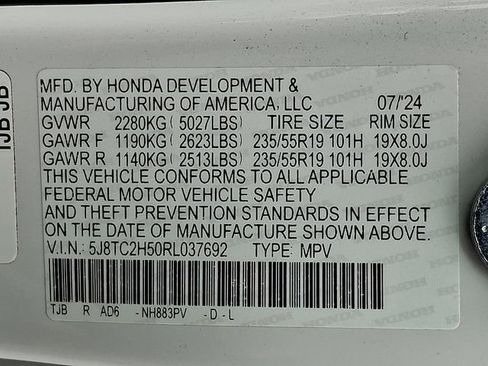 TJB JB
MFD. BY HONDA DEVELOPMENT &
MANUFACTURING OF AMERICA, LLC 07/'24
GVWR 2280KG ( 5027LBS) TIRE SIZE RIM SIZE
GAWR F 1190KG ( 2623LBS) 235/55R19 101H 19X8.0J
GAWR R 1140KG ( 2513LBS) 235/55R19 101H 19X8.0J
THIS VEHICLE CONFORMS TO ALL APPLICABLE
FEDERAL MOTOR VEHICLE SAFETY
AND THEFT PREVENTION STANDARDS IN EFFECT
ON THE DATE OF MANUFACTURE SHOWN ABOVE.
V.I.N.: 5J8TC2H50RL037692 TYPE: MPV
TJB R AD6 -NH883PV -D-L